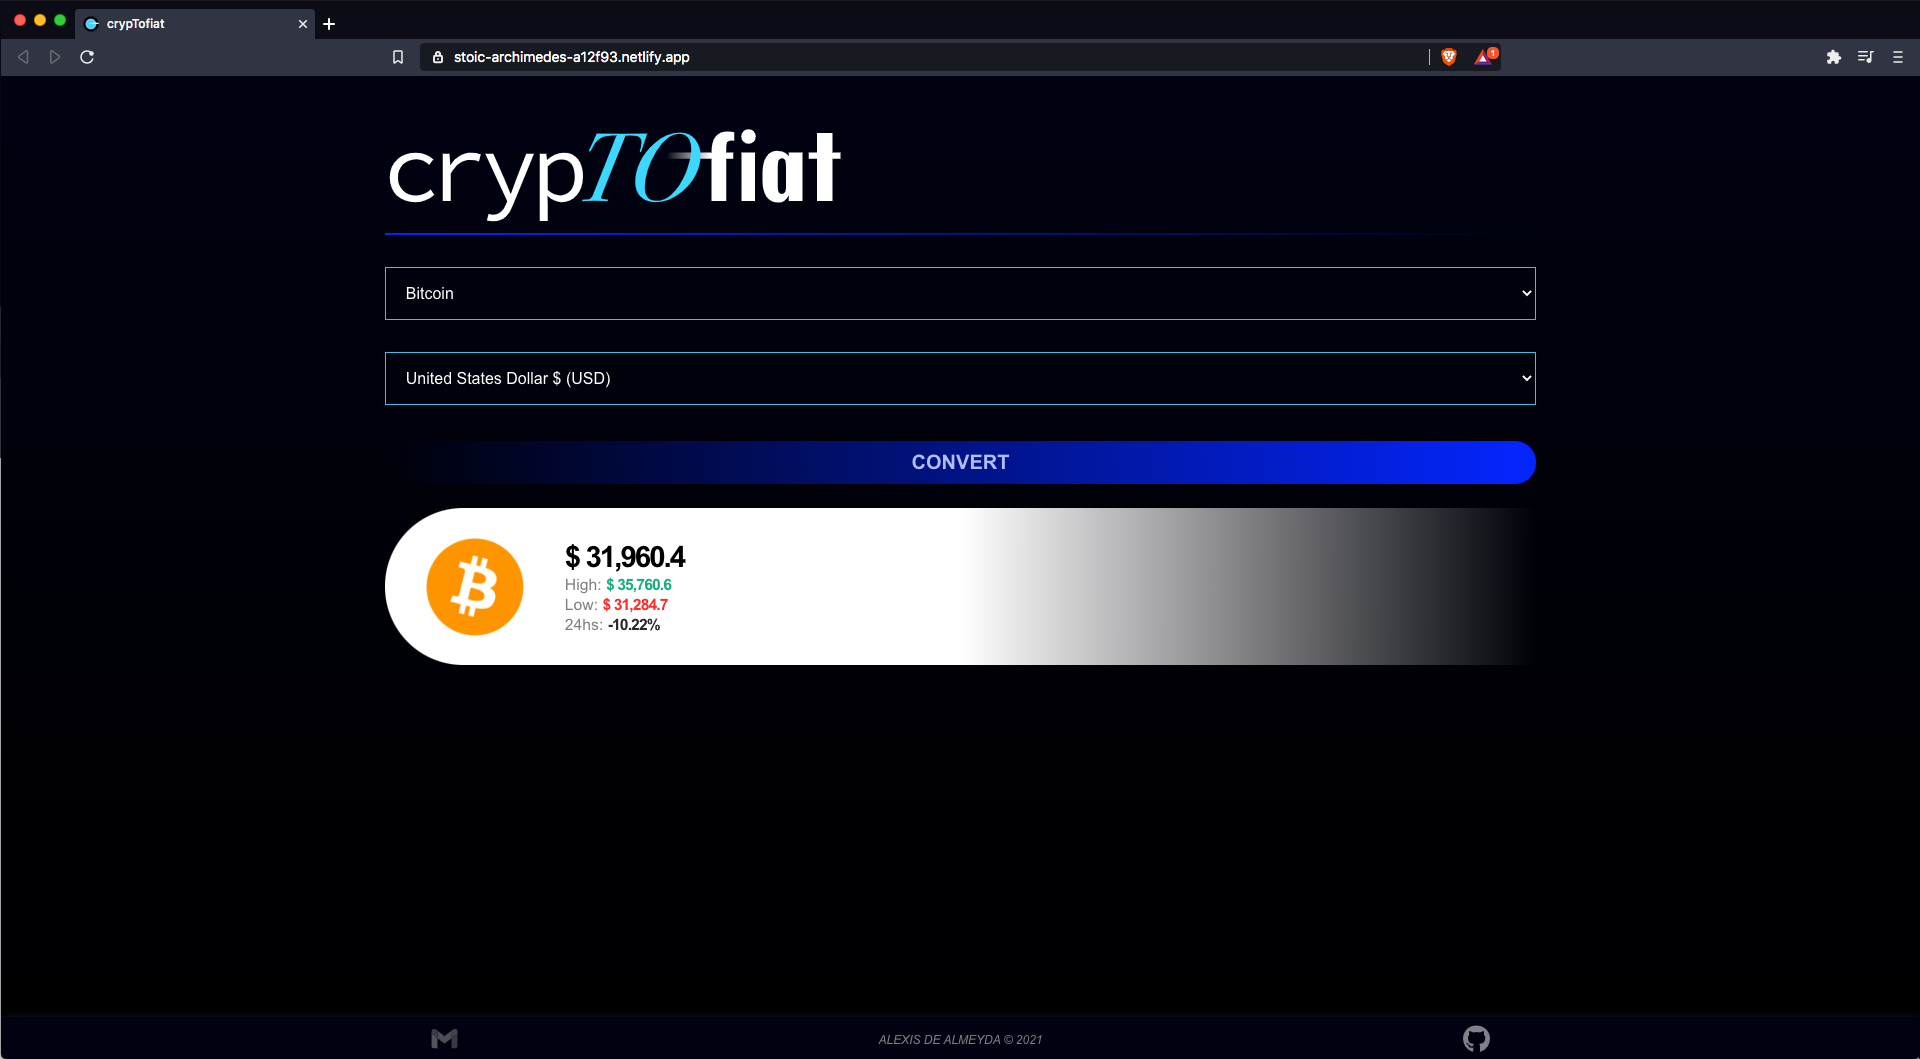 crypTofiat
stoic-archimedes-a12f93.netlify.app
1
crypTOfiat
Bitcoin
United States Dollar $ (USD)
CONVERT
$ 31,960.4
High: $ 35,760.6
Low: $ 31,284.7
24hs: -10.22%
ALEXIS DE ALMEYDA © 2021